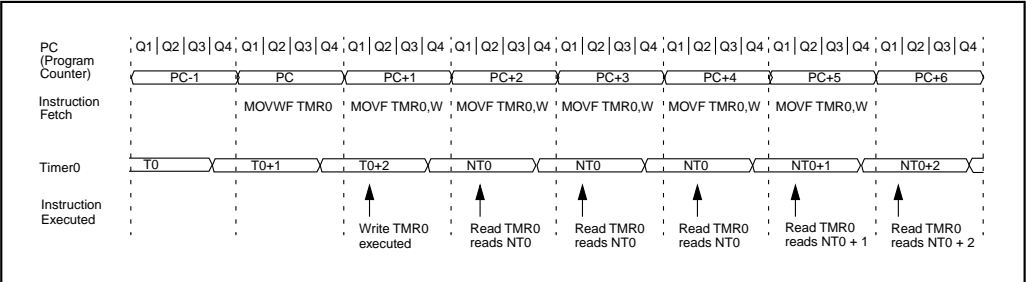 PC
(Program
Counter)
Q1 Q2 Q3 Q4 Q1 Q2 Q3 Q4 Q1 Q2 Q3 Q4 Q1 Q2 Q3 Q4 Q1 Q2 Q3 Q4 Q1 Q2 Q3 Q4 Q1 Q2 Q3 Q4 Q1 Q2 Q3 Q4
PC-1 PC PC+1 PC+2 PC+3 PC+4 PC+5 PC+6
Instruction
Fetch
MOVWF TMR0 MOVF TMR0,W MOVF TMR0,W MOVF TMR0,W MOVF TMR0,W MOVF TMR0,W
Timer0
T0 T0+1 T0+2 NT0 NT0 NT0 NT0+1 NT0+2
Instruction
Executed
Write TMR0
executed
Read TMR0
reads NT0
Read TMR0
reads NT0
Read TMR0
reads NT0
Read TMR0
reads NT0 + 1
Read TMR0
reads NT0 + 2